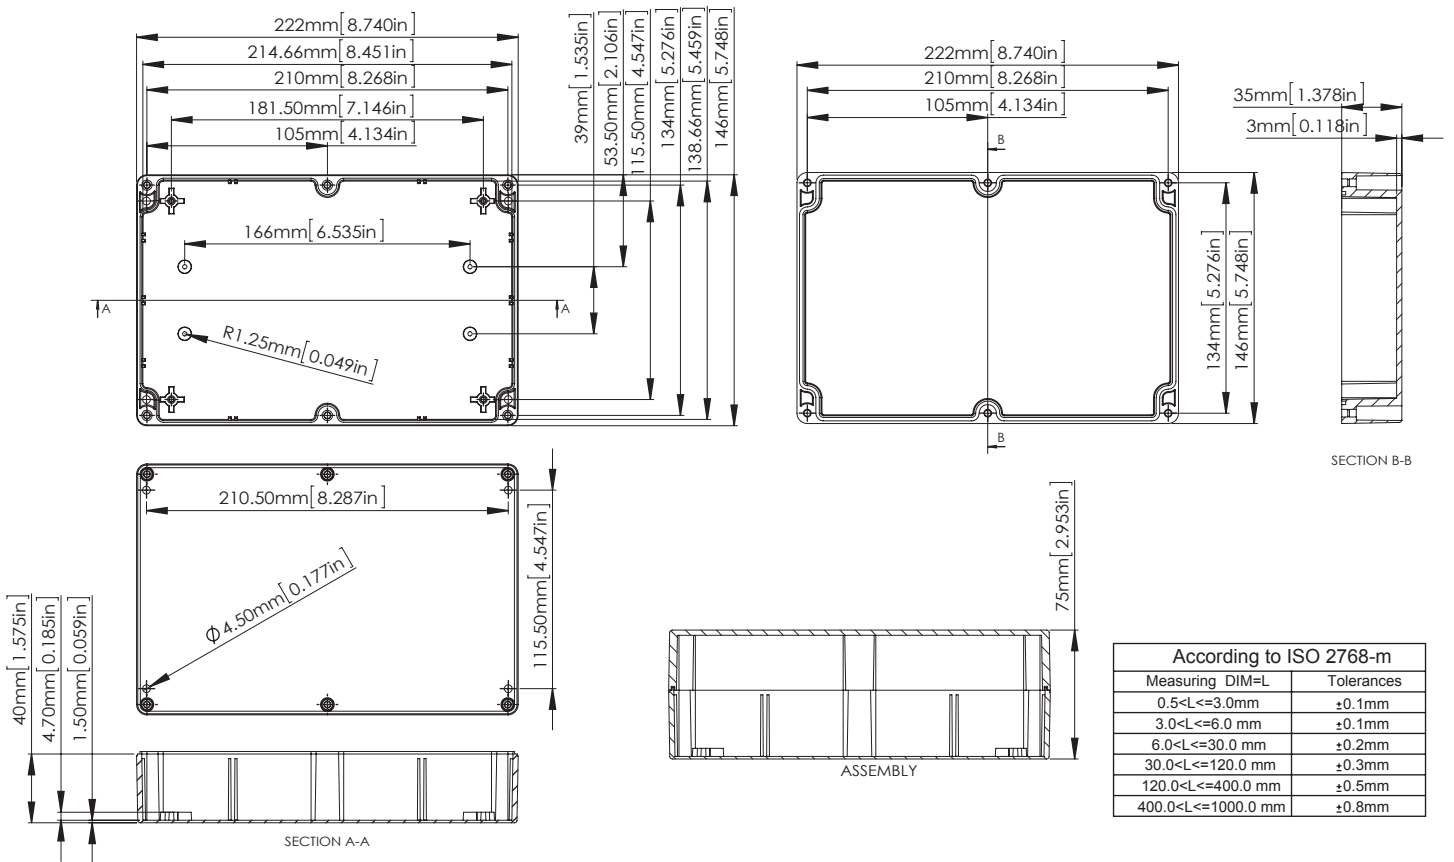 222mm[8.740in]
214.66mm[8.451in]
210mm[8.268in]
181.50mm[7.146in]
105mm[4.134in]
39mm[1.535in]
53.50mm[2.106in]
115.50mm[4.547in]
134mm[5.276in]
138.66mm[5.459in]
146mm[5.748in]
166mm[6.535in]
A
A
R1.25mm[0.049in]
222mm[8.740in]
210mm[8.268in]
105mm[4.134in]
B
134mm[5.276in]
146mm[5.748in]
B
35mm[1.378in]
3mm[0.118in]
SECTION B-B
210.50mm[8.287in]
Φ4.50mm[0.177in]
115.50mm[4.547in]
40mm[1.575in]
4.70mm[0.185in]
1.50mm[0.059in]
SECTION A-A
75mm[2.953in]
ASSEMBLY
According to ISO 2768-m
Measuring DIM=L Tolerances
0.5<L<=3.0mm ±0.1mm
3.0<L<=6.0 mm ±0.1mm
6.0<L<=30.0 mm ±0.2mm
30.0<L<=120.0 mm ±0.3mm
120.0<L<=400.0 mm ±0.5mm
400.0<L<=1000.0 mm ±0.8mm